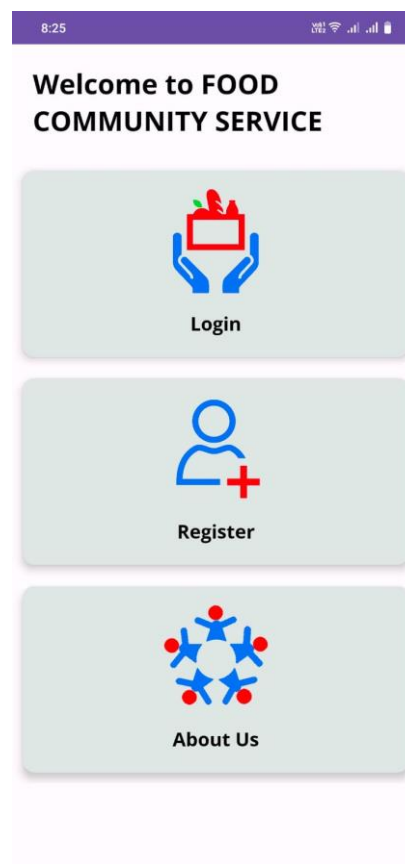 8:25
Welcome to FOOD
COMMUNITY SERVICE
Login
Register
About Us